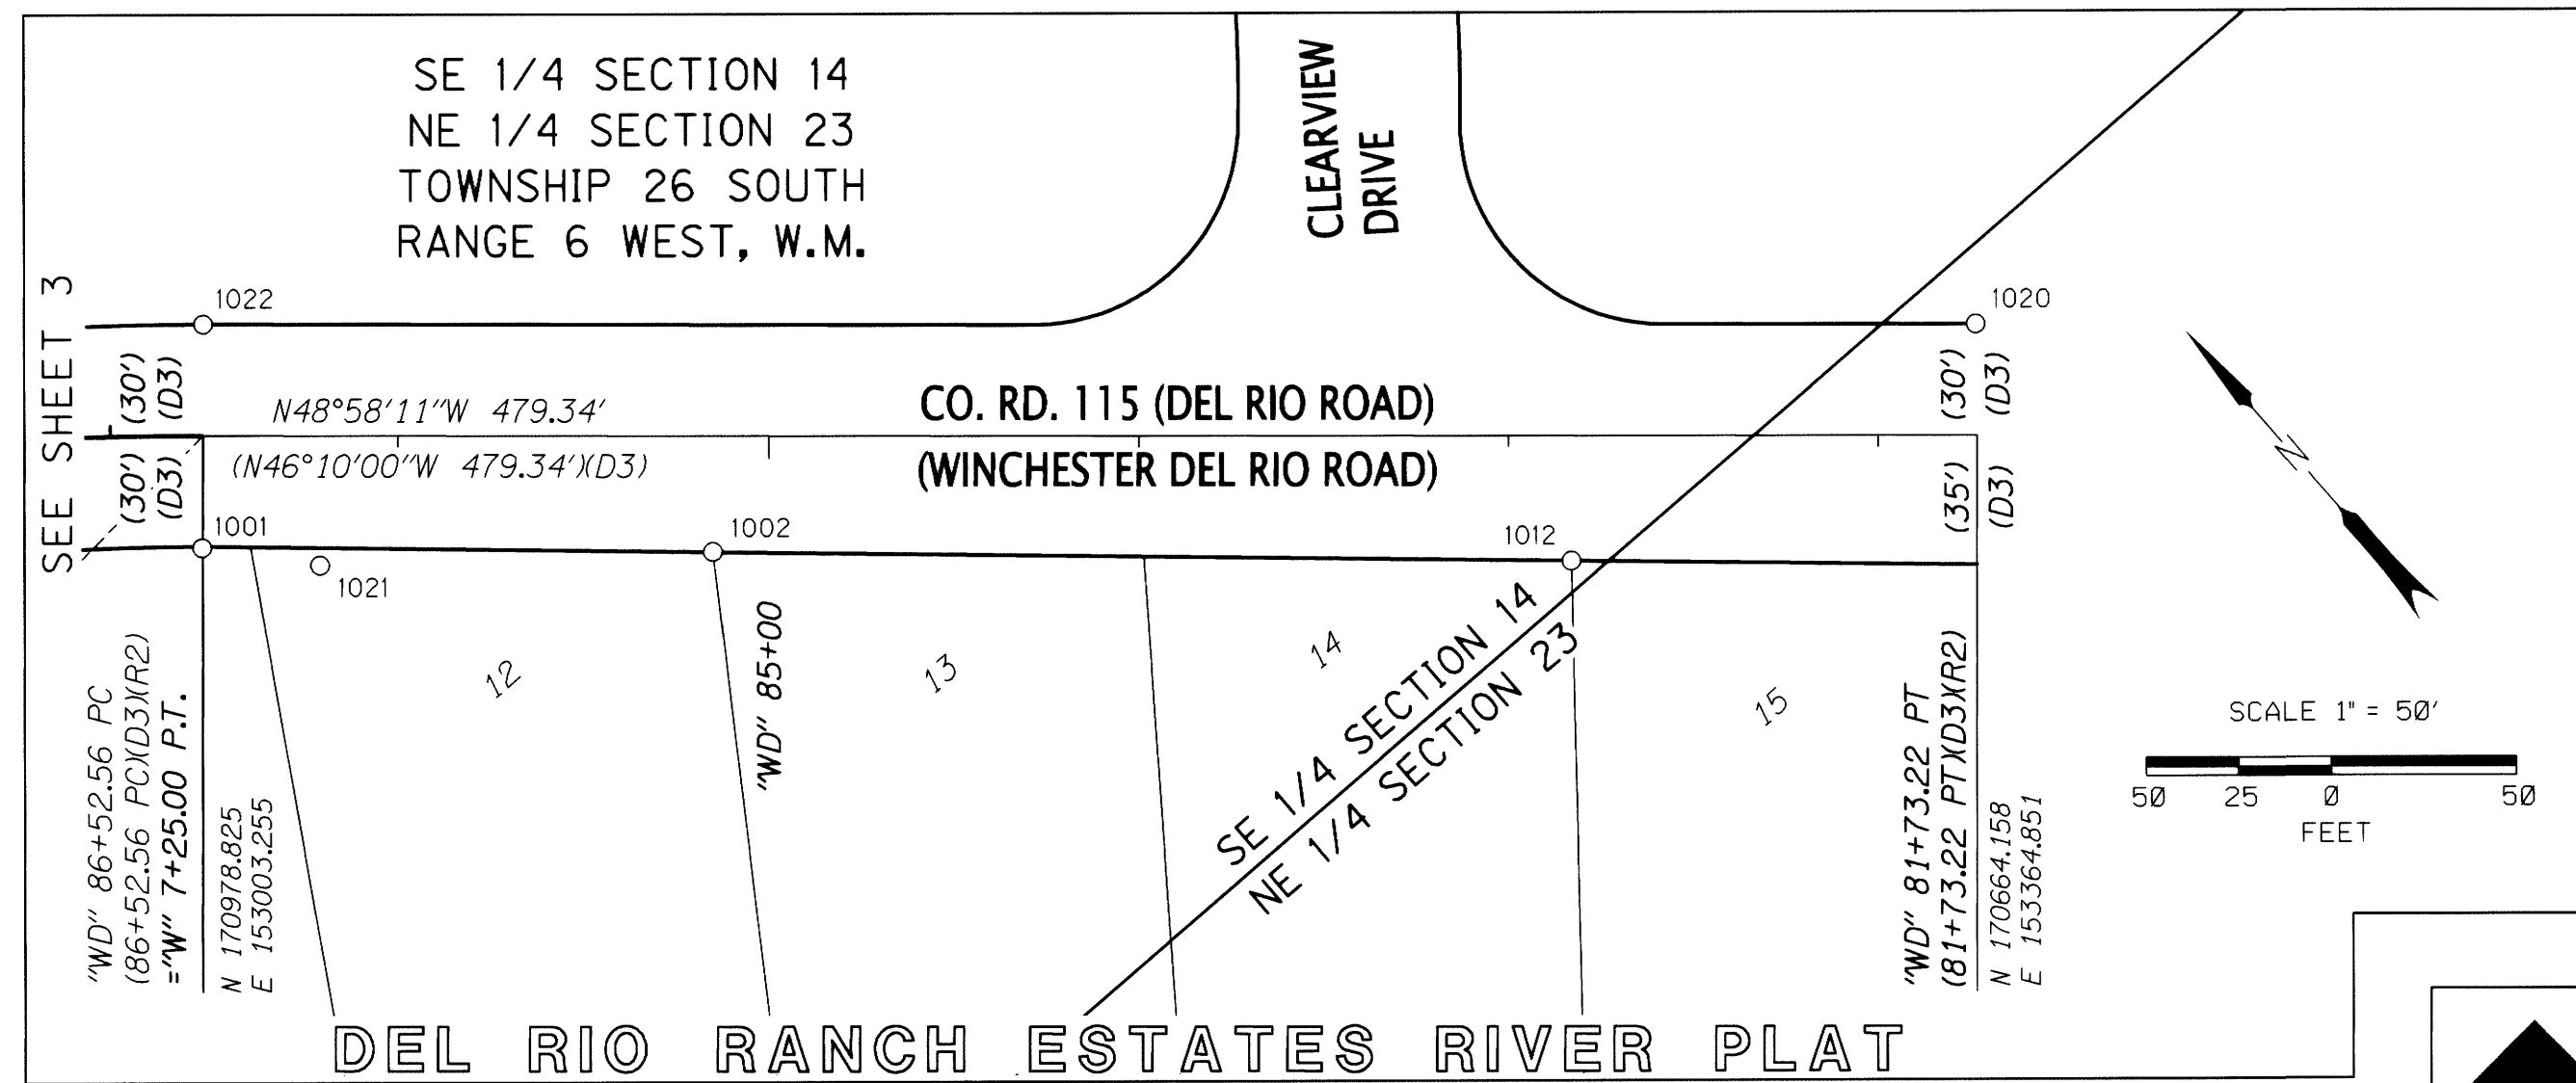 SE 1/4 SECTION 14
NE 1/4 SECTION 23
TOWNSHIP 26 SOUTH
RANGE 6 WEST, W.M.
CLEARVIEW
DRIVE
SEE SHEET 3
1022
1020
(30')
(D3)
(30')
(D3)
N48°58'11"W 479.34'
CO. RD. 115 (DEL RIO ROAD)
(30')
(D3)
(N46°10'00"W 479.34')(D3)
(WINCHESTER DEL RIO ROAD)
(35')
(D3)
1001
1002
1012
1021
N
12
"WD" 85+00
13
14
15
SE 1/4 SECTION 14
NE 1/4 SECTION 23
"WD" 86+52.56 PC
(86+52.56 PC)(D3)(R2)
="W" 7+25.00 P.T.
N 170978.825
E 153003.255
"WD" 81+73.22 PT
(81+73.22 PT)(D3)(R2)
N 170664.158
E 153364.851
SCALE 1" = 50'
50 25 0 50
FEET
DEL RIO RANCH ESTATES RIVER PLAT